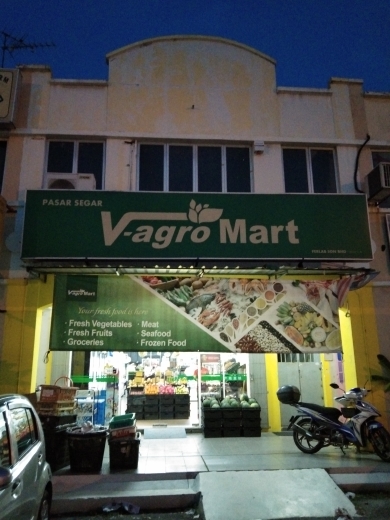 PASAR SEGAR
V-agro Mart
V-agro Mart
Your fresh food is here
· Fresh Vegetables
· Fresh Fruits
· Groceries
· Meat
· Seafood
· Frozen Food